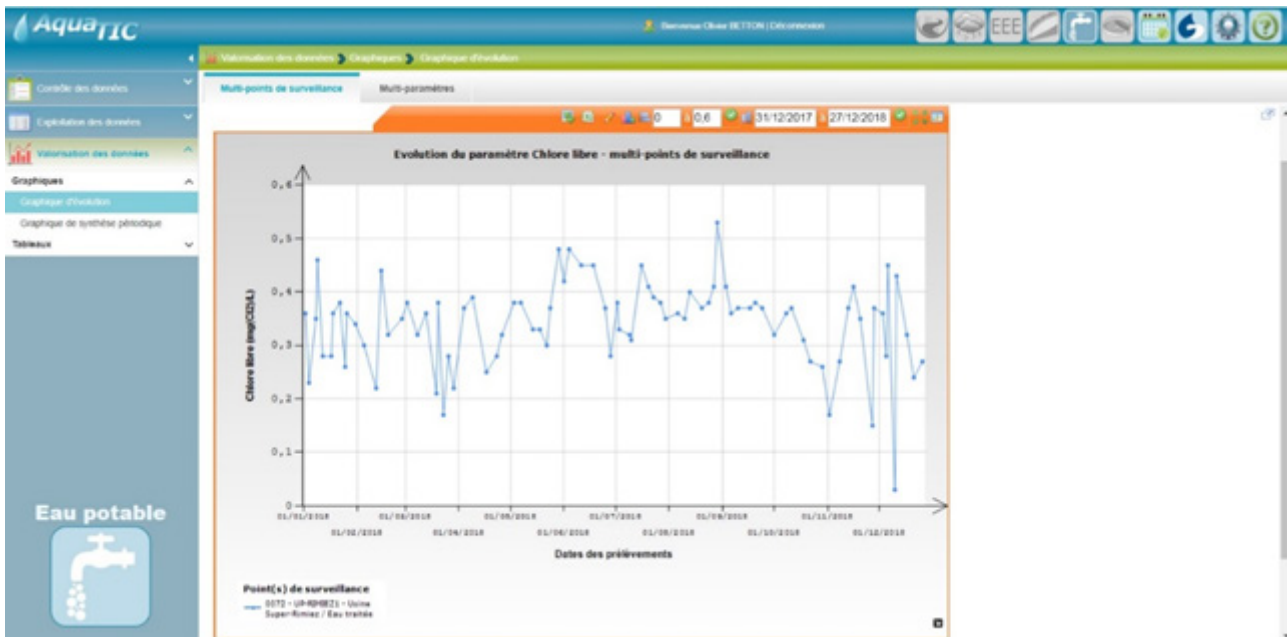 AquaTIC
Bienvenue Olivier BETTON | Déconnexion
EEE
Valorisation des données Graphiques Graphique d'évolution
Contrôle des données
Exploitation des données
Valorisation des données
Graphiques
Graphique d'évolution
Graphique de synthèse périodique
Tableaux
Eau potable
Multi-points de surveillance Multi-paramètres
0 à 0,6 31/12/2017 à 27/12/2018
Evolution du paramètre Chlore libre - multi-points de surveillance
Chlore libre (mg(Cl2)/L)
0,6
0,5
0,4
0,3
0,2
0,1
0
01/01/2018 01/03/2018 01/05/2018 01/07/2018 01/09/2018 01/11/2018
01/02/2018 01/04/2018 01/06/2018 01/08/2018 01/10/2018 01/12/2018
Dates des prélèvements
Point(s) de surveillance
Usine
Super-Rimiez / Eau traitée